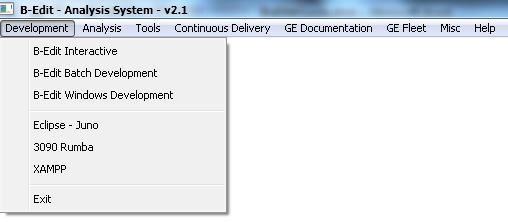 B-Edit - Analysis System - v2.1
Development Analysis Tools Continuous Delivery GE Documentation GE Fleet Misc Help
B-Edit Interactive
B-Edit Batch Development
B-Edit Windows Development
Eclipse - Juno
3090 Rumba
XAMPP
Exit